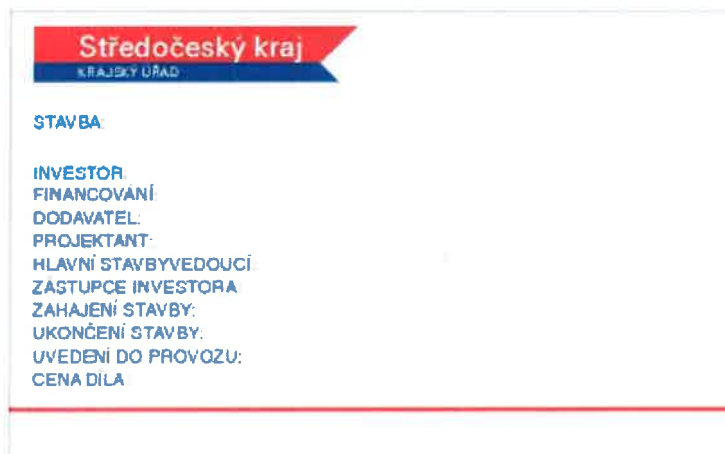 Středočeský kraj
KRAJSKÝ ÚŘAD
STAVBA:
INVESTOR:
FINANCOVÁNÍ:
DODAVATEL:
PROJEKTANT:
HLAVNÍ STAVBYVEDOUCÍ:
ZÁSTUPCE INVESTORA:
ZAHÁJENÍ STAVBY:
UKONČENÍ STAVBY:
UVEDENÍ DO PROVOZU:
CENA DÍLA: